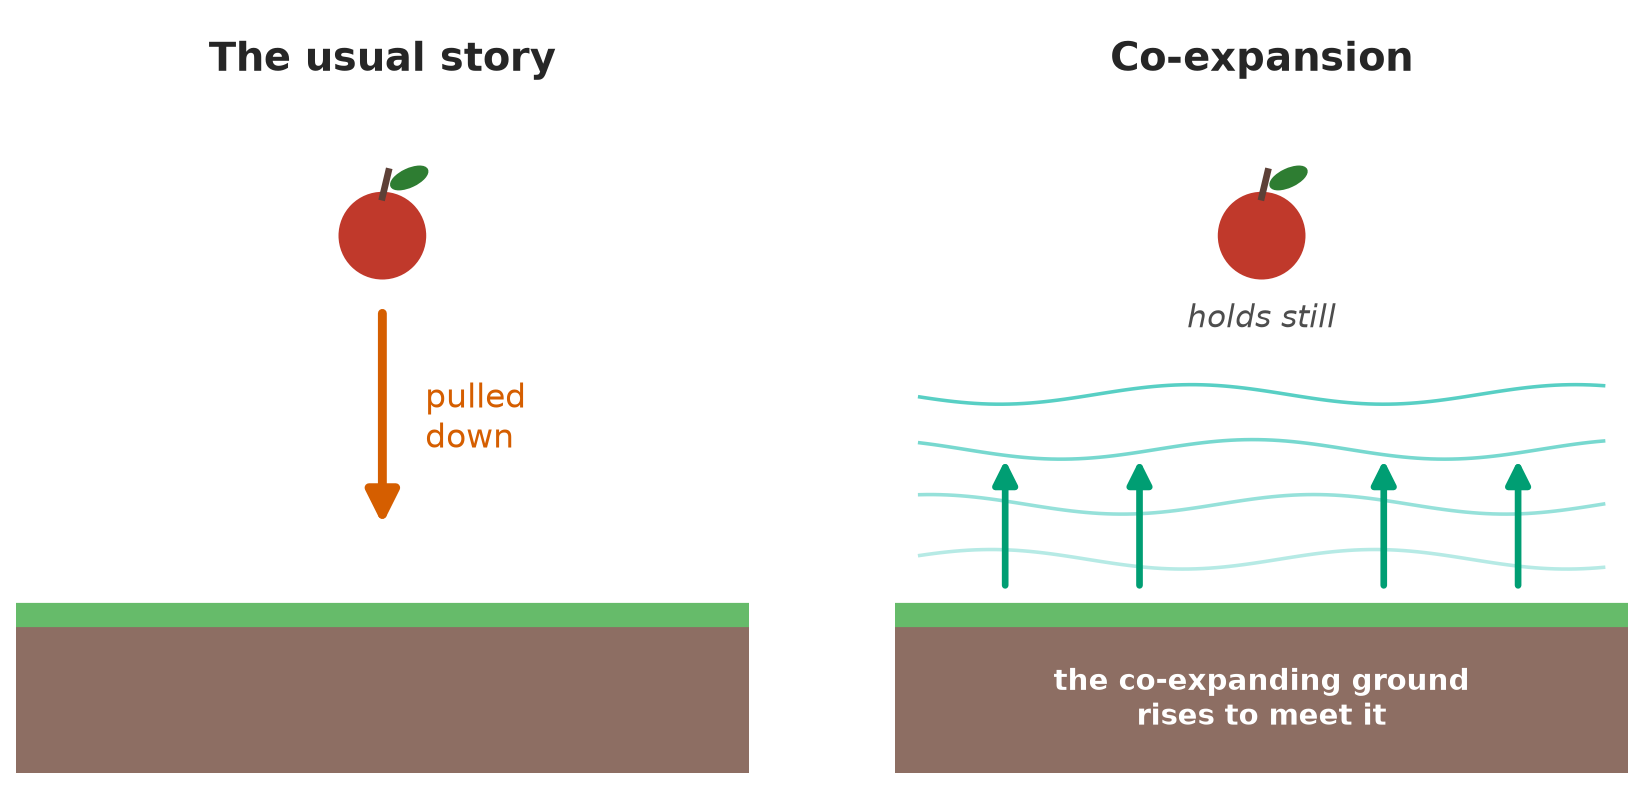 The usual story
pulled
down
Co-expansion
holds still
the co-expanding ground
rises to meet it